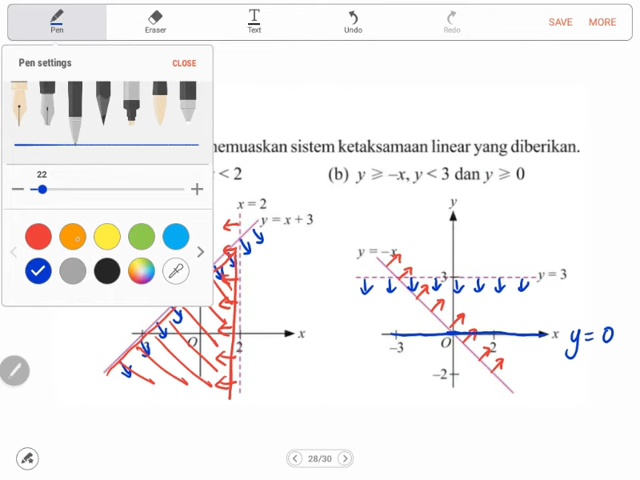 Pen
Eraser
Text
Undo
Redo
SAVE
MORE
Pen settings
CLOSE
22
memuaskan sistem ketaksamaan linear yang diberikan.
< 2
(b) y ⩾ −x, y < 3 dan y ⩾ 0
x = 2
y = x + 3
x
O
2
y
y = −x
3
y = 3
−3
O
2
x
y = 0
−2
28/30